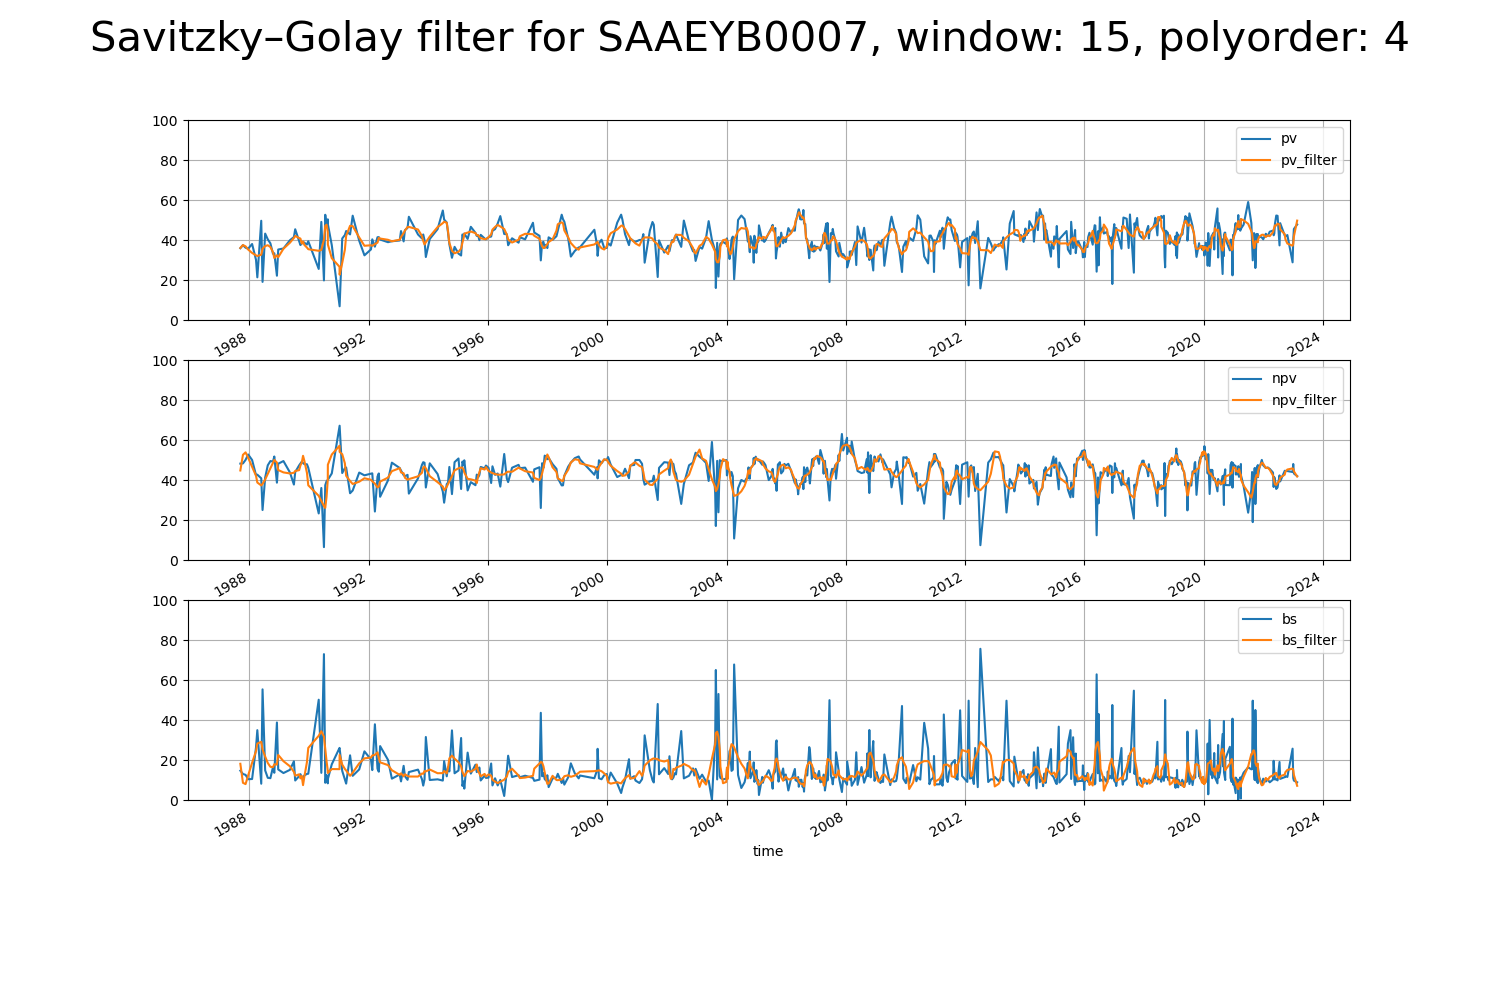 Savitzky–Golay filter for SAAEYB0007, window: 15, polyorder: 4
100
80
60
40
20
0
pv
pv_filter
1988 1992 1996 2000 2004 2008 2012 2016 2020 2024
100
80
60
40
20
0
npv
npv_filter
1988 1992 1996 2000 2004 2008 2012 2016 2020 2024
100
80
60
40
20
0
bs
bs_filter
1988 1992 1996 2000 2004 2008 2012 2016 2020 2024
time